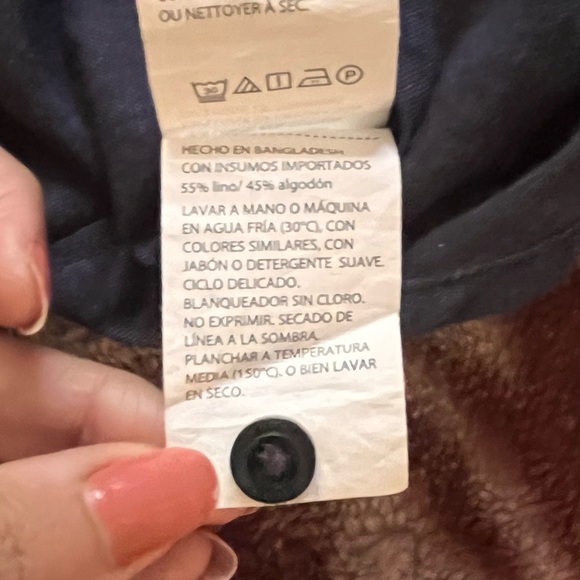 OU NETTOYER À SEC.
30 P
HECHO EN BANGLADESH
CON INSUMOS IMPORTADOS
55% lino/ 45% algodón
LAVAR A MANO O MÁQUINA
EN AGUA FRÍA (30°C), CON
COLORES SIMILARES, CON
JABÓN O DETERGENTE SUAVE.
CICLO DELICADO.
BLANQUEADOR SIN CLORO.
NO EXPRIMIR. SECADO DE
LÍNEA A LA SOMBRA.
PLANCHAR A TEMPERATURA
MEDIA (150°C). O BIEN LAVAR
EN SECO.